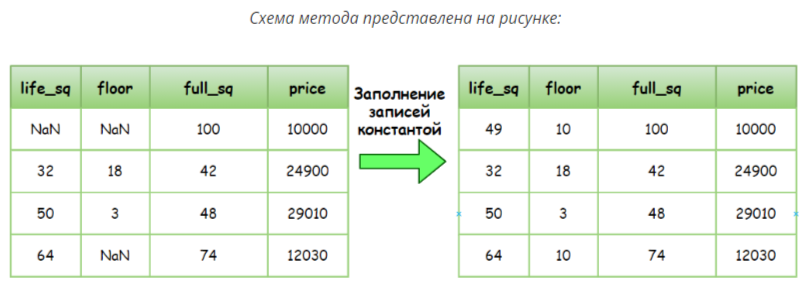 Схема метода представлена на рисунке:
life_sq floor full_sq price
NaN NaN 100 10000
32 18 42 24900
50 3 48 29010
64 NaN 74 12030
Заполнение
записей
константой
life_sq floor full_sq price
49 10 100 10000
32 18 42 24900
50 3 48 29010
64 10 74 12030